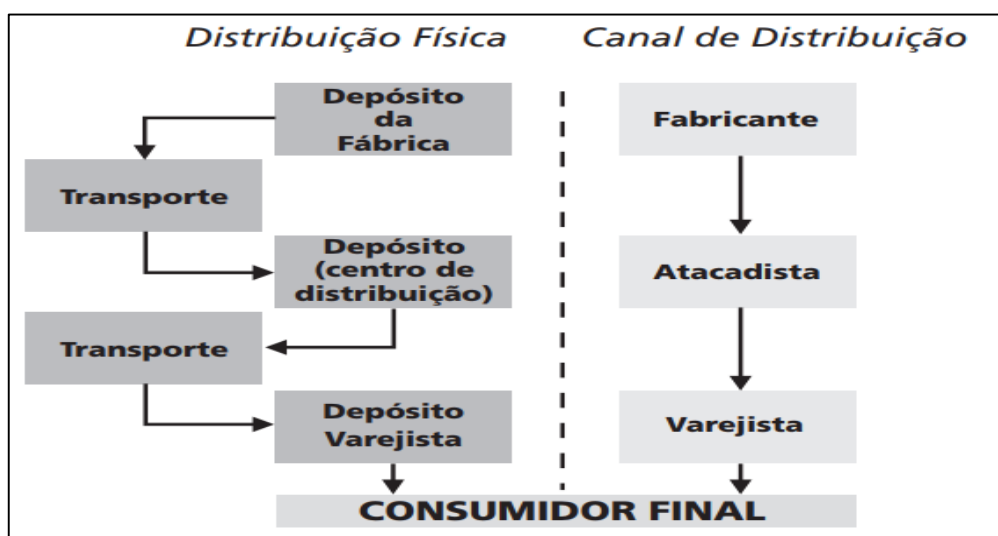 Distribuição Física
Depósito
da
Fábrica
Transporte
Depósito
(centro de
distribuição)
Transporte
Depósito
Varejista
Canal de Distribuição
Fabricante
Atacadista
Varejista
CONSUMIDOR FINAL